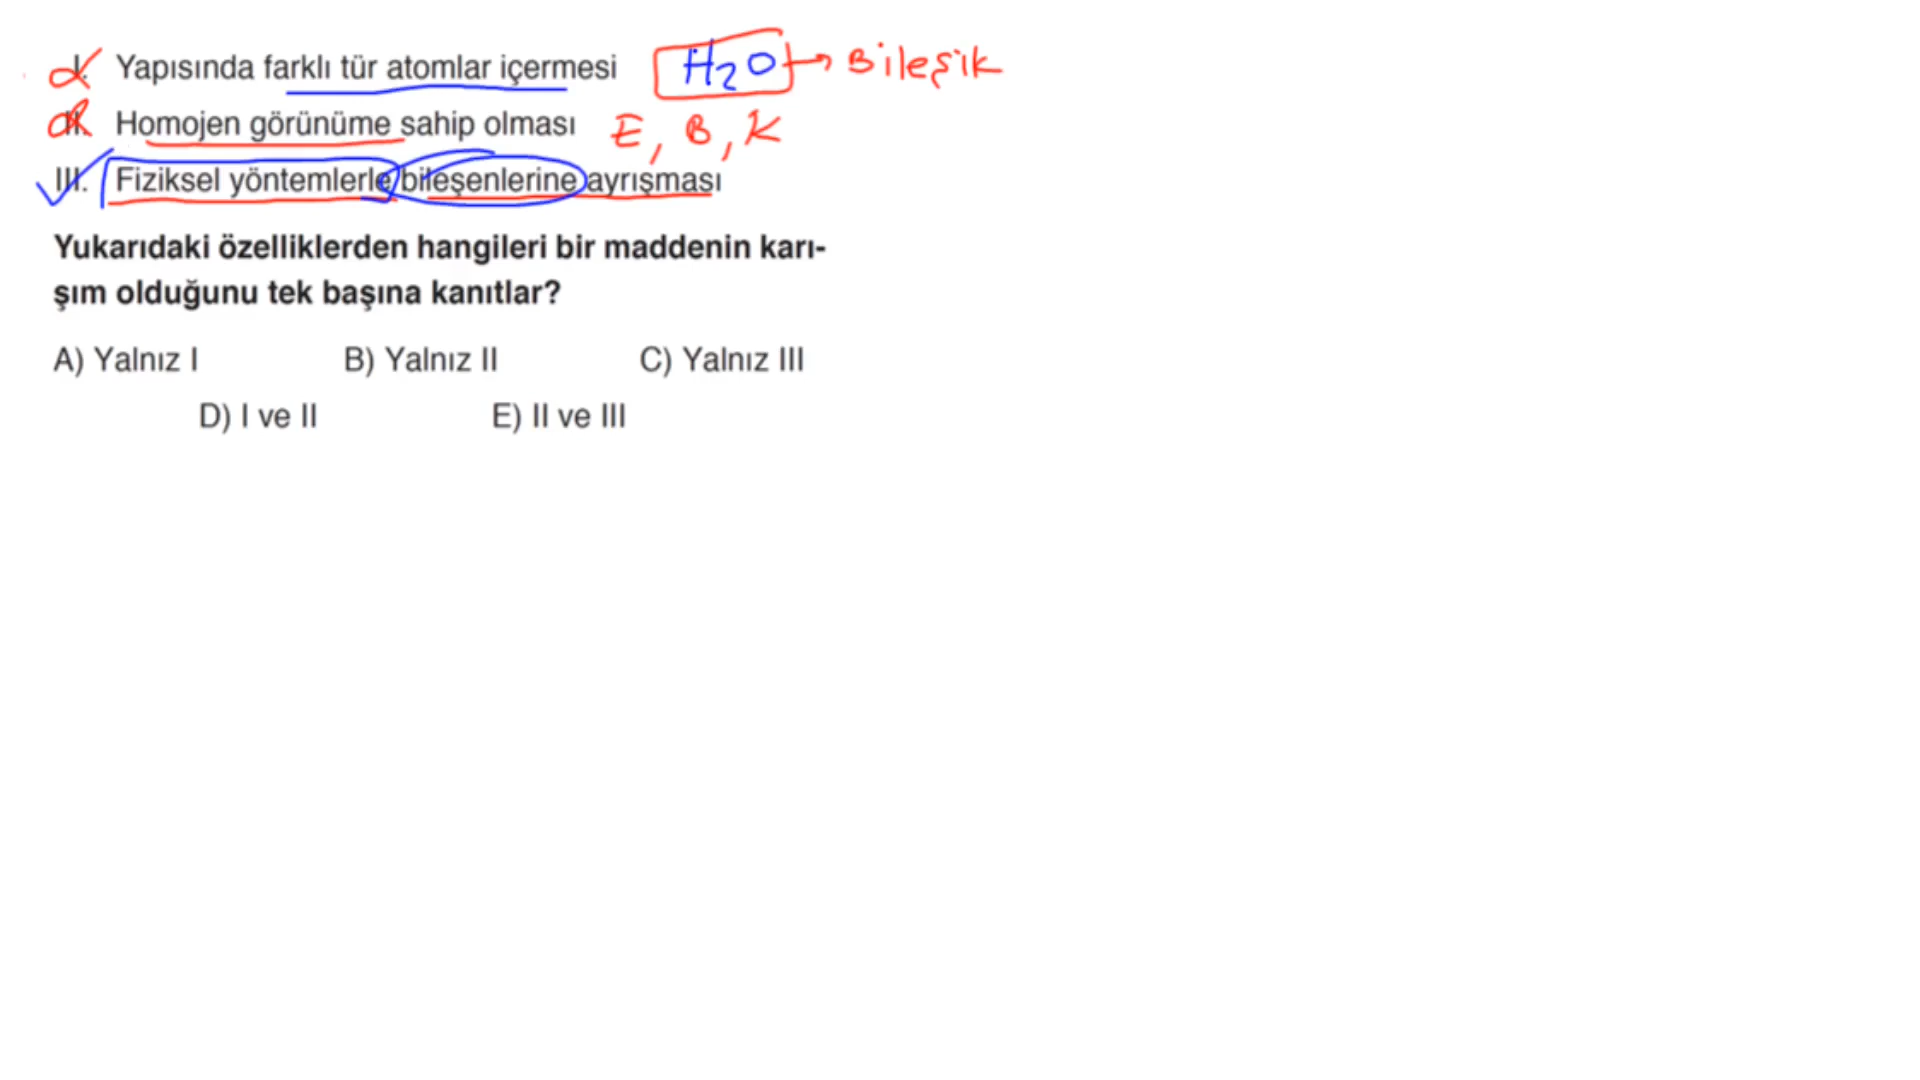 I. Yapısında farklı tür atomlar içermesi H2O → Bileşik
II. Homojen görünüme sahip olması E, B, K
III. Fiziksel yöntemlerle bileşenlerine ayrışması
Yukarıdaki özelliklerden hangileri bir maddenin karı-
şım olduğunu tek başına kanıtlar?
A) Yalnız I B) Yalnız II C) Yalnız III
D) I ve II E) II ve III